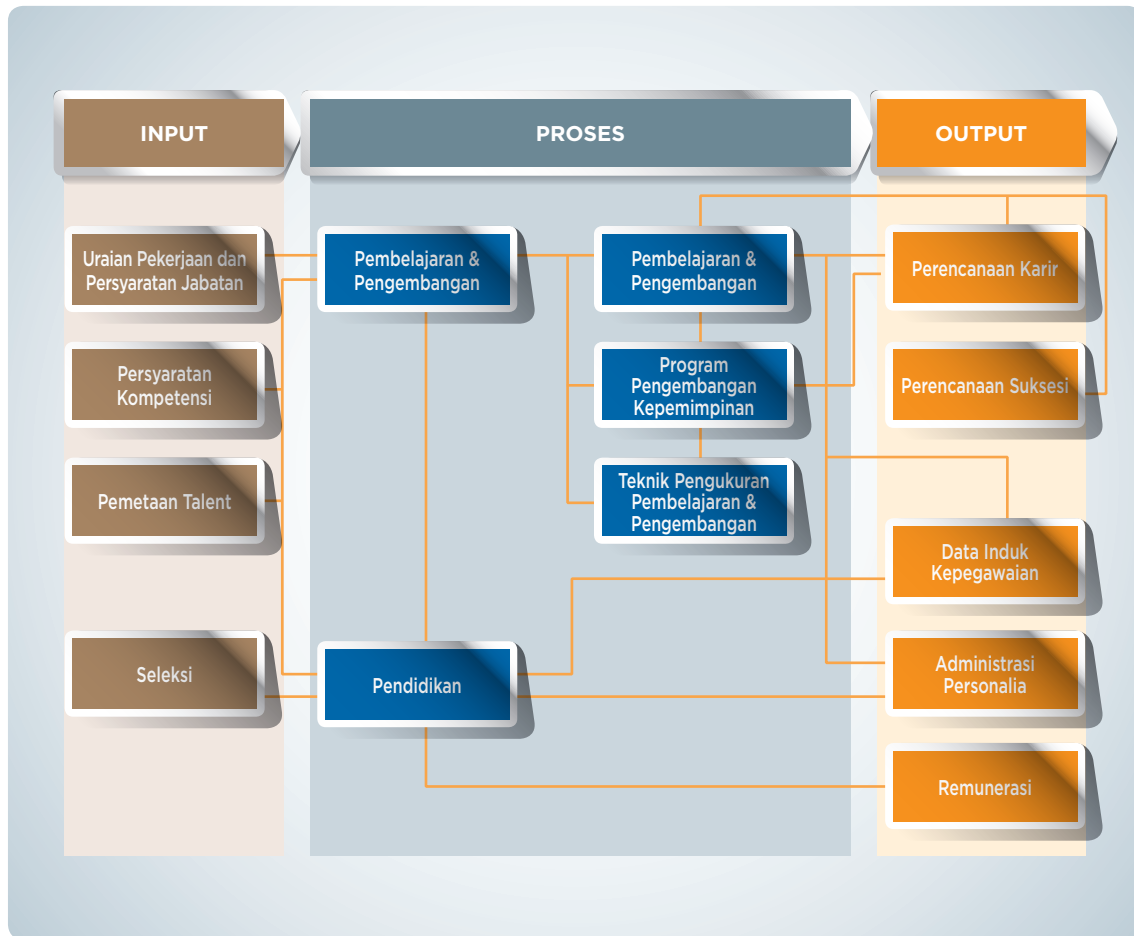 INPUT
PROSES
OUTPUT
Uraian Pekerjaan dan
Persyaratan Jabatan
Persyaratan
Kompetensi
Pemetaan Talent
Seleksi
Pembelajaran &
Pengembangan
Pendidikan
Pembelajaran &
Pengembangan
Program
Pengembangan
Kepemimpinan
Teknik Pengukuran
Pembelajaran &
Pengembangan
Perencanaan Karir
Perencanaan Suksesi
Data Induk
Kepegawaian
Administrasi
Personalia
Remunerasi